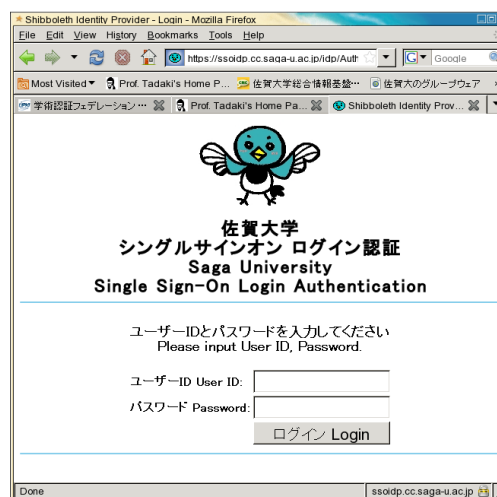 Shibboleth Identity Provider - Login - Mozilla Firefox
File Edit View History Bookmarks Tools Help
https://ssoidp.cc.saga-u.ac.jp/idp/Auth G Google
Most Visited Prof. Tadaki's Home P... 佐賀大学総合情報基盤… 佐賀大のグループウェア »
学術認証フェデレーション … Prof. Tadaki's Home Pa... Shibboleth Identity Prov...
佐賀大学
シングルサインオン ログイン認証
Saga University
Single Sign-On Login Authentication
ユーザーIDとパスワードを入力してください
Please input User ID, Password.
ユーザーID User ID:
パスワード Password:
ログイン Login
Done ssoidp.cc.saga-u.ac.jp